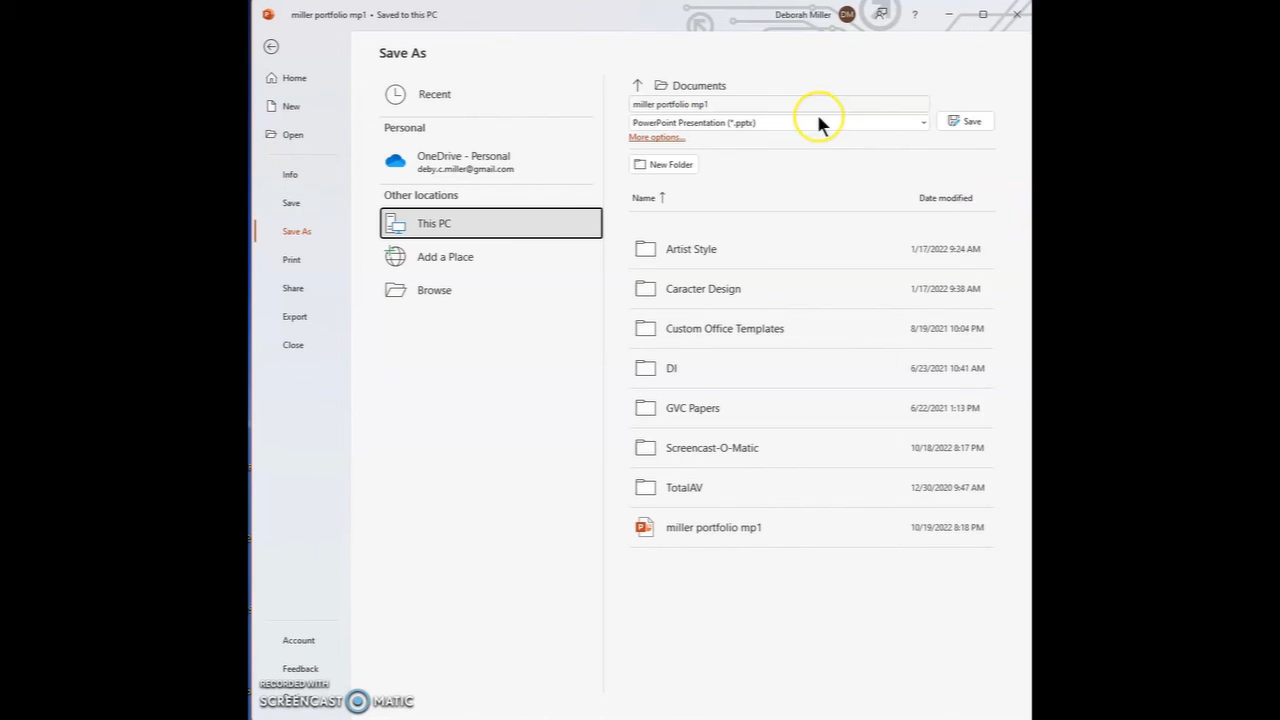 miller portfolio mp1 • Saved to this PC
Deborah Miller
DM
?
Save As
Home
New
Open
Info
Save
Save As
Print
Share
Export
Close
Account
Feedback
Recent
Personal
OneDrive - Personal
deby.c.miller@gmail.com
Other locations
This PC
Add a Place
Browse
Documents
miller portfolio mp1
PowerPoint Presentation (*.pptx)
Save
More options...
New Folder
Name Date modified
Artist Style 1/17/2022 9:24 AM
Caracter Design 1/17/2022 9:38 AM
Custom Office Templates 8/19/2021 10:04 PM
DI 6/23/2021 10:41 AM
GVC Papers 6/22/2021 1:13 PM
Screencast-O-Matic 10/18/2022 8:17 PM
TotalAV 12/30/2020 9:47 AM
miller portfolio mp1 10/19/2022 8:18 PM
RECORDED WITH
SCREENCAST MATIC